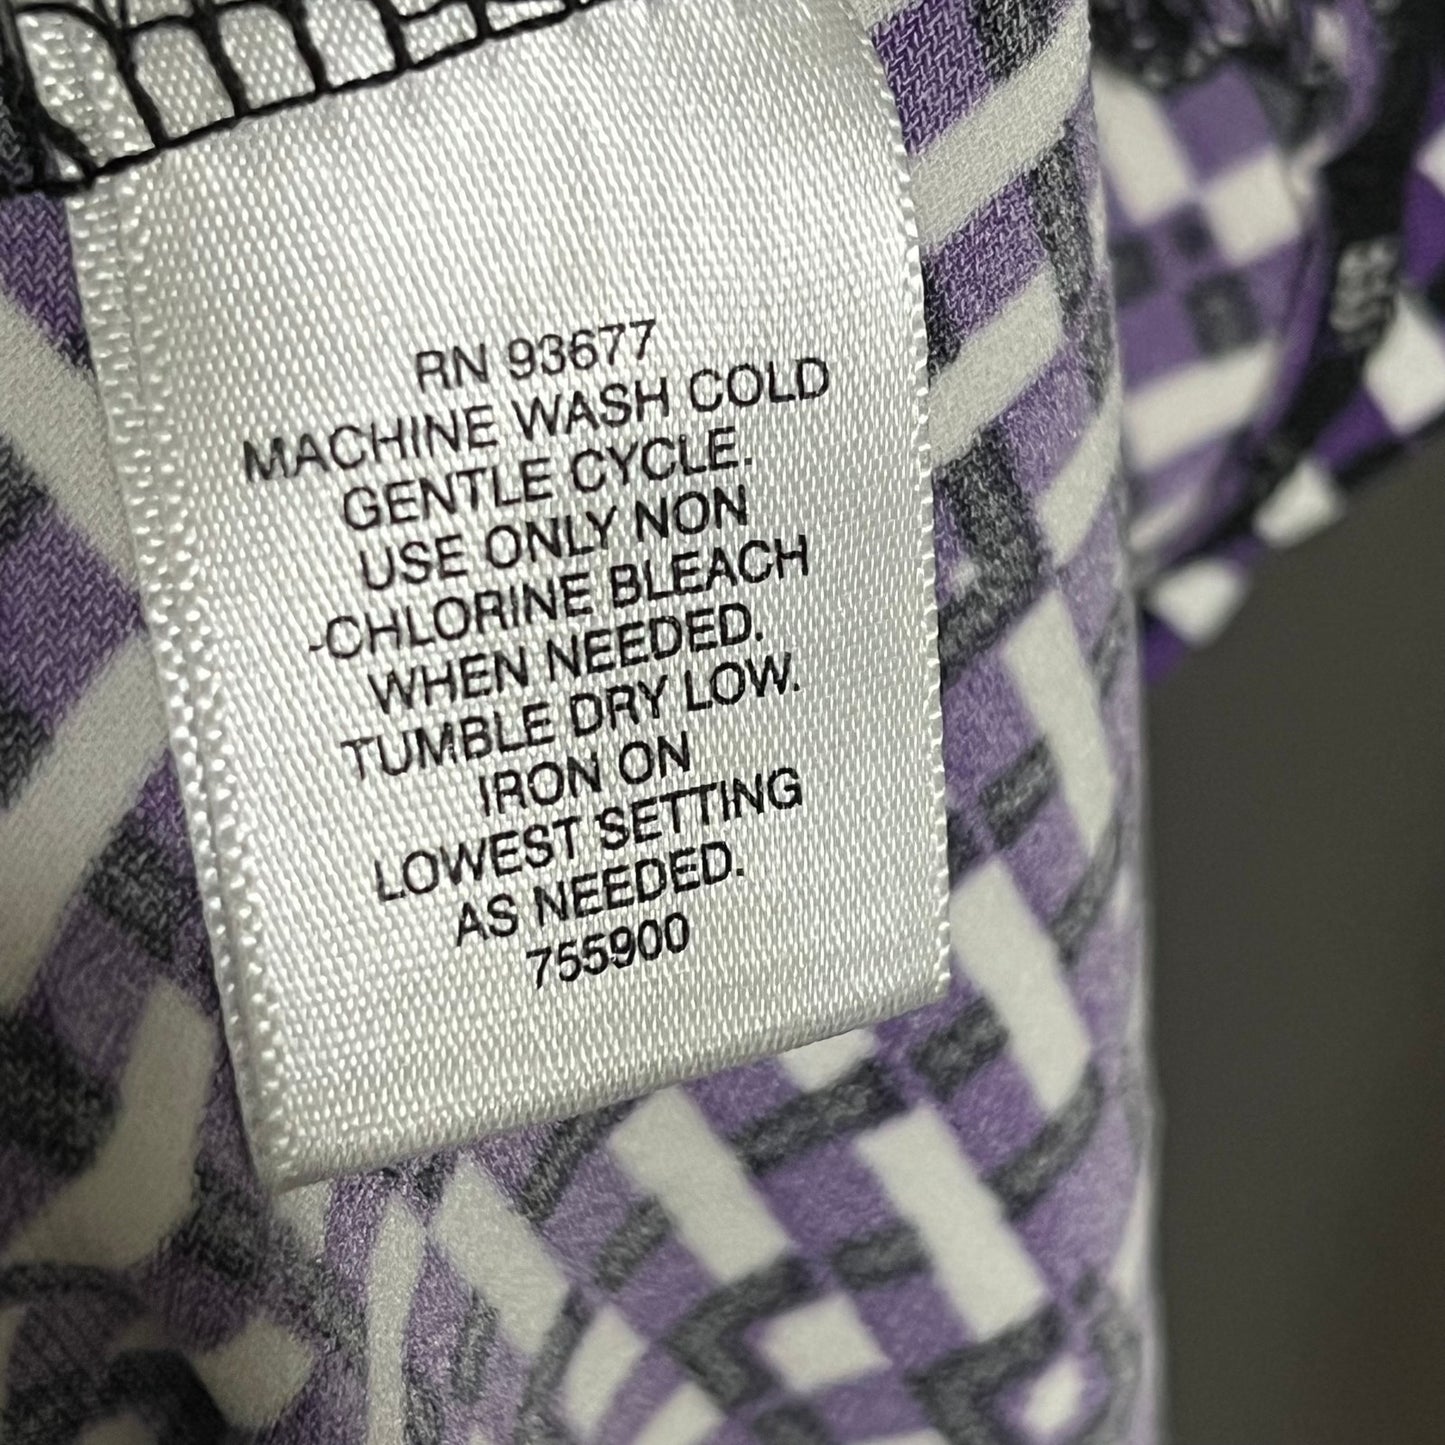 RN 93677
MACHINE WASH COLD
GENTLE CYCLE.
USE ONLY NON
-CHLORINE BLEACH
WHEN NEEDED.
TUMBLE DRY LOW.
IRON ON
LOWEST SETTING
AS NEEDED.
755900